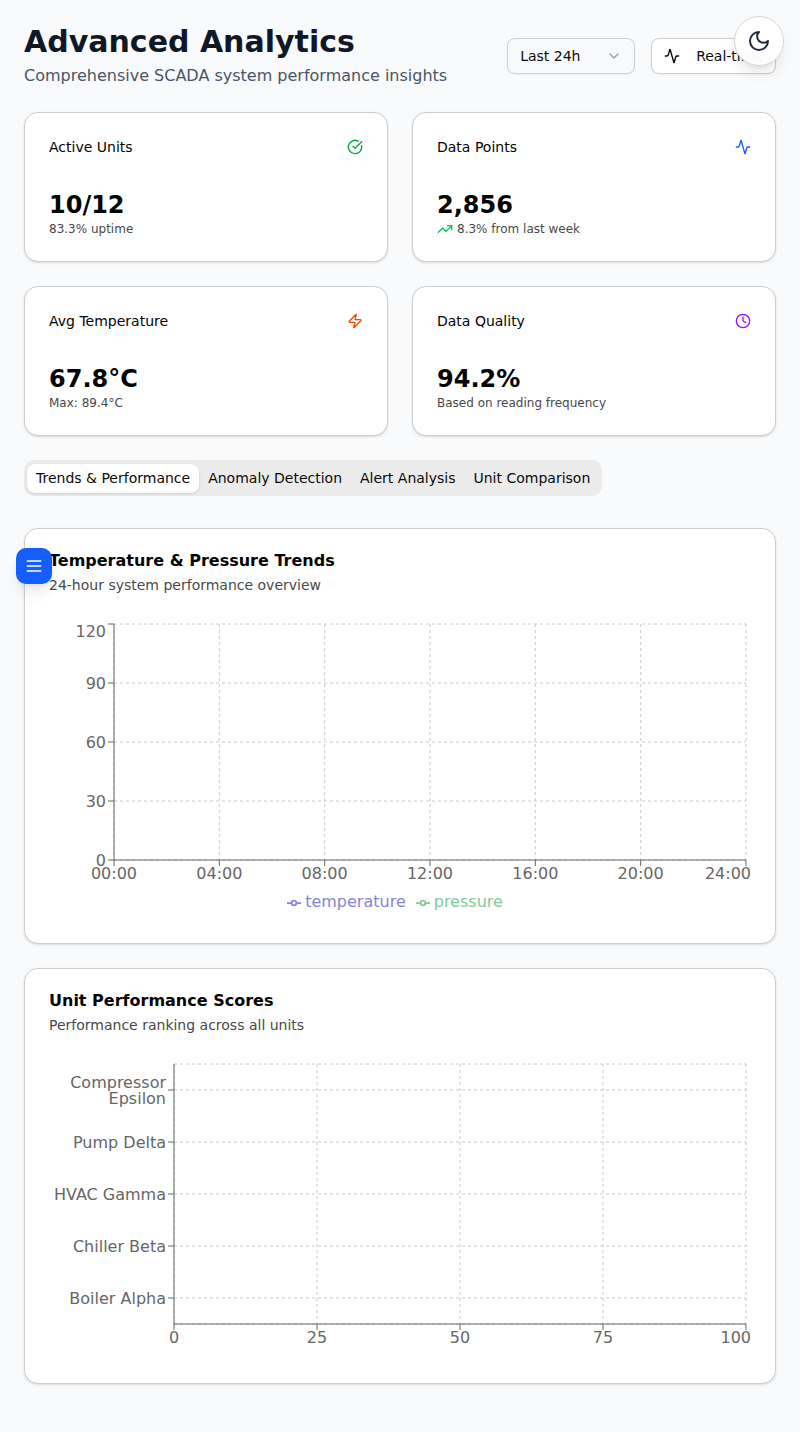 Advanced Analytics
Comprehensive SCADA system performance insights
Last 24h
Active Units
10/12
83.3% uptime
Data Points
2,856
8.3% from last week
Avg Temperature
67.8°C
Max: 89.4°C
Data Quality
94.2%
Based on reading frequency
Trends & Performance Anomaly Detection Alert Analysis Unit Comparison
Temperature & Pressure Trends
24-hour system performance overview
120
90
60
30
0
00:00 04:00 08:00 12:00 16:00 20:00 24:00
temperature pressure
Unit Performance Scores
Performance ranking across all units
Compressor
Epsilon
Pump Delta
HVAC Gamma
Chiller Beta
Boiler Alpha
0 25 50 75 100